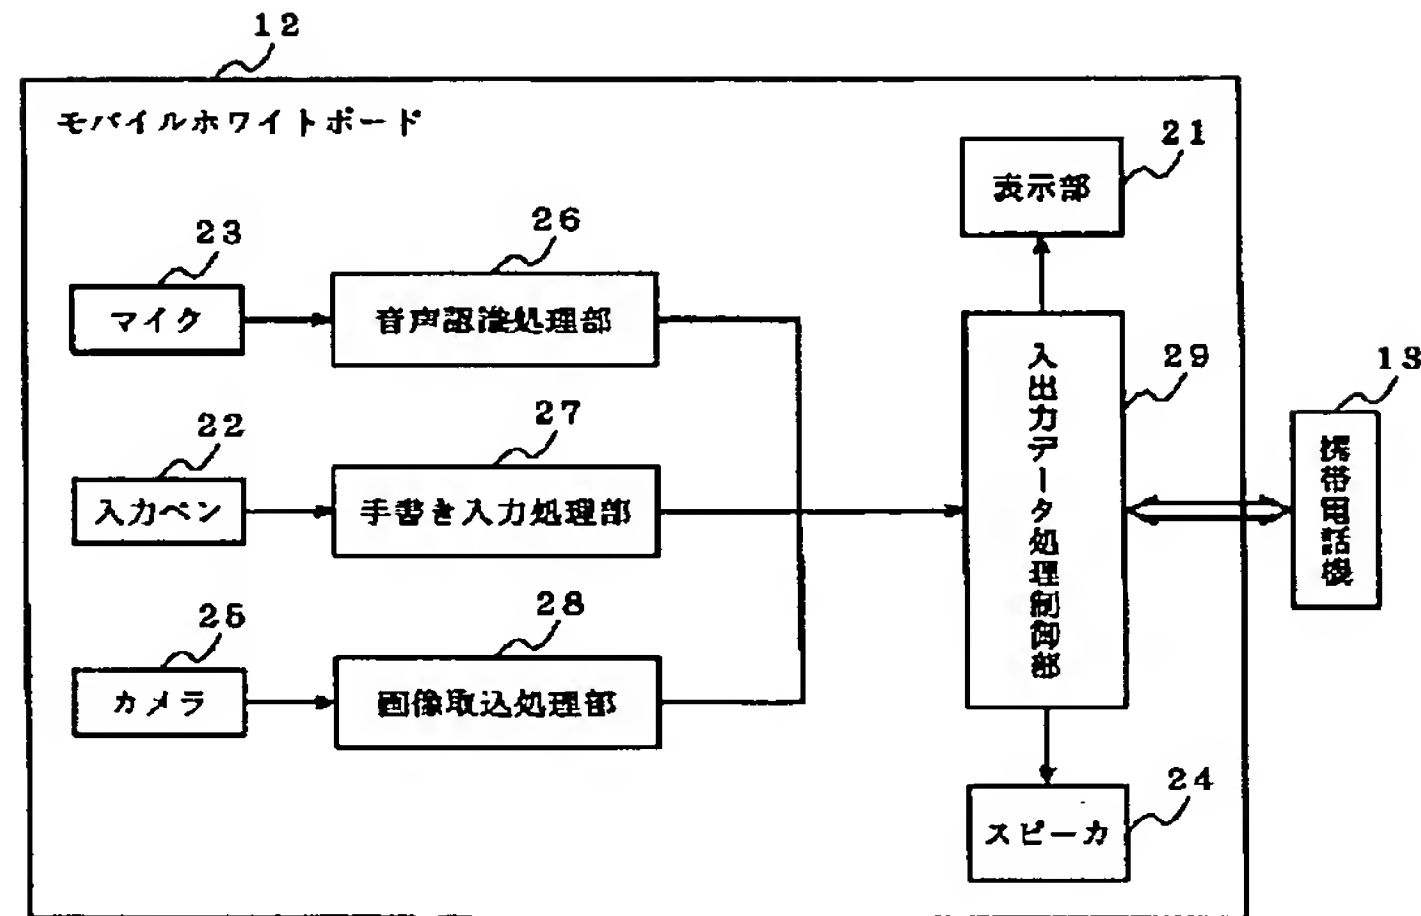 12
モバイルホワイトボード
21
表示部
23
マイク
26
音声認識処理部
22
入力ペン
27
手書き入力処理部
25
カメラ
28
画像取込処理部
入出力データ処理制御部
29
13
携帯電話機
24
スピーカ